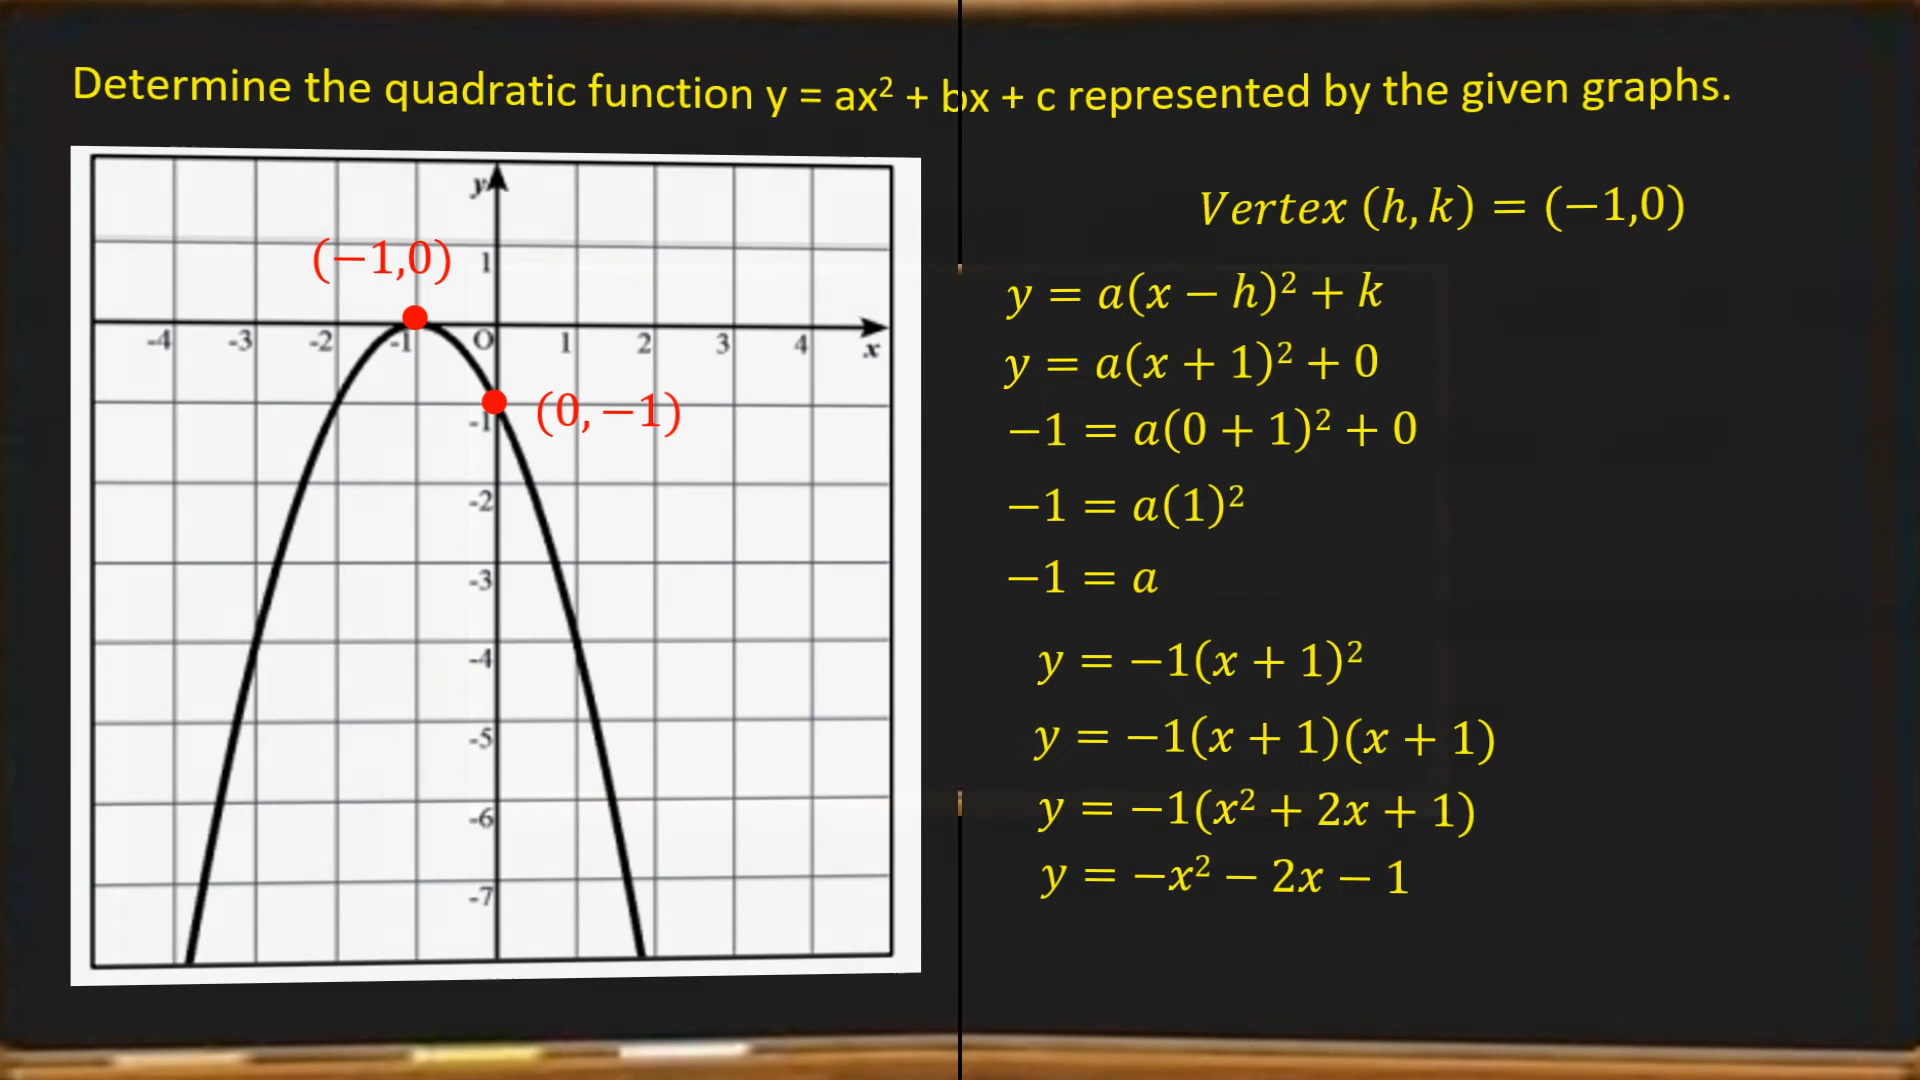 Determine the quadratic function y = ax² + bx + c represented by the given graphs.
y
(−1,0)
1
-4 -3 -2 -1 O 1 2 3 4 x
(0, −1)
-1
-2
-3
-4
-5
-6
-7
Vertex (h, k) = (−1,0)
y = a(x − h)² + k
y = a(x + 1)² + 0
−1 = a(0 + 1)² + 0
−1 = a(1)²
−1 = a
y = −1(x + 1)²
y = −1(x + 1)(x + 1)
y = −1(x² + 2x + 1)
y = −x² − 2x − 1